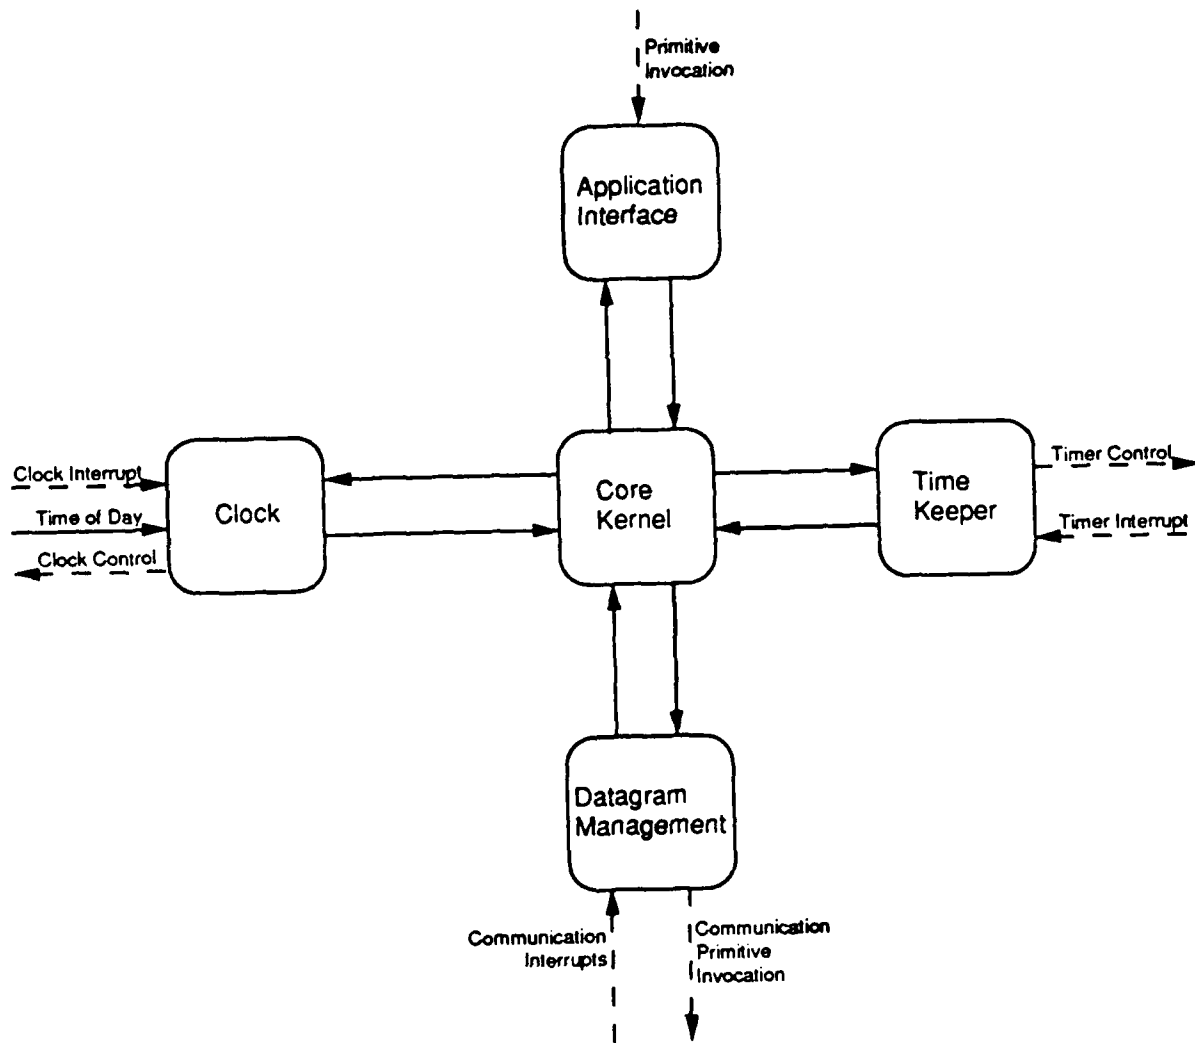 Primitive
Invocation
Application
Interface
Clock Interrupt
Time of Day
Clock Control
Clock
Core
Kernel
Time
Keeper
Timer Control
Timer Interrupt
Datagram
Management
Communication
Interrupts
Communication
Primitive
Invocation